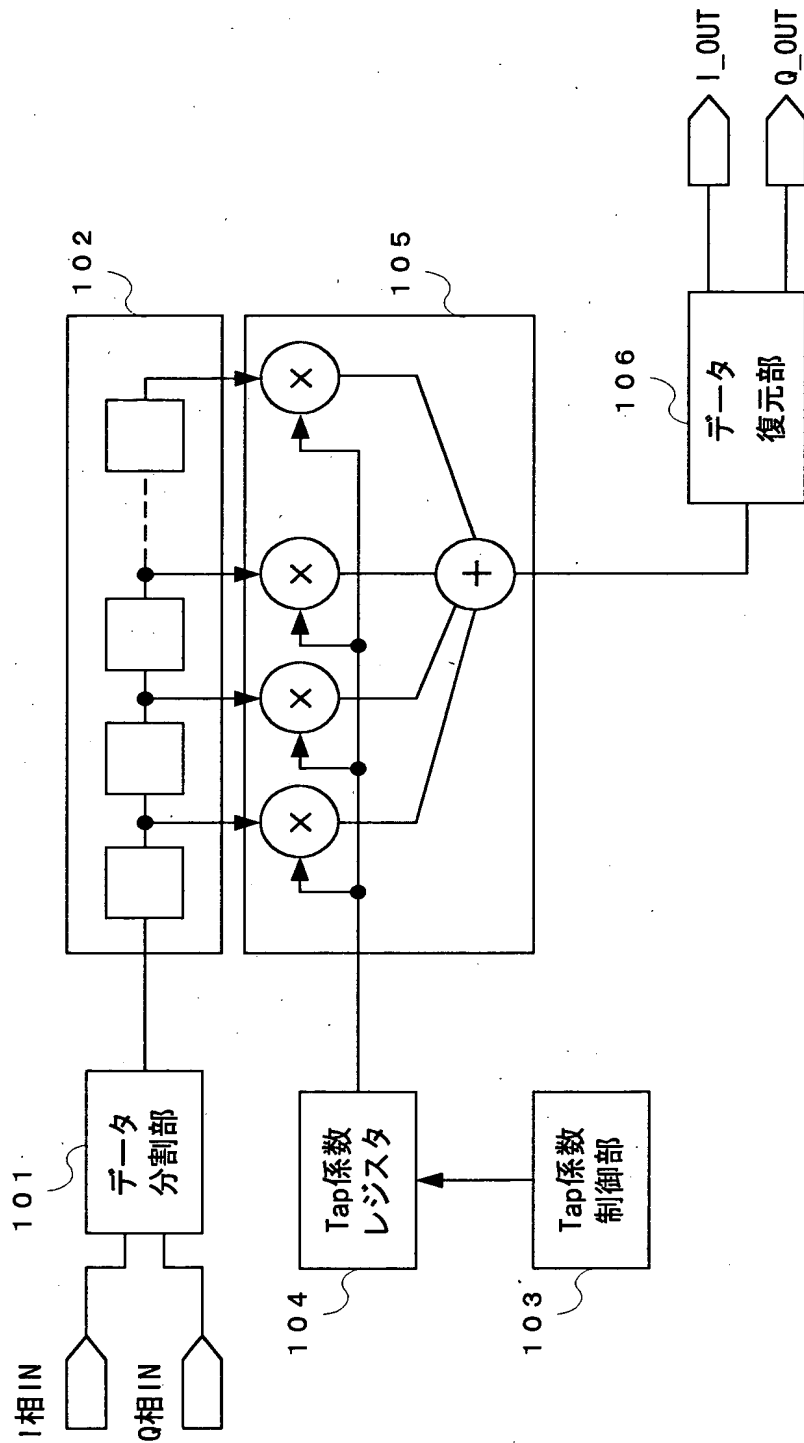 I相IN
Q相IN
101
データ
分割部
102
104
Tap係数
レジスタ
103
Tap係数
制御部
105
×
×
×
×
+
106
データ
復元部
I_OUT
Q_OUT